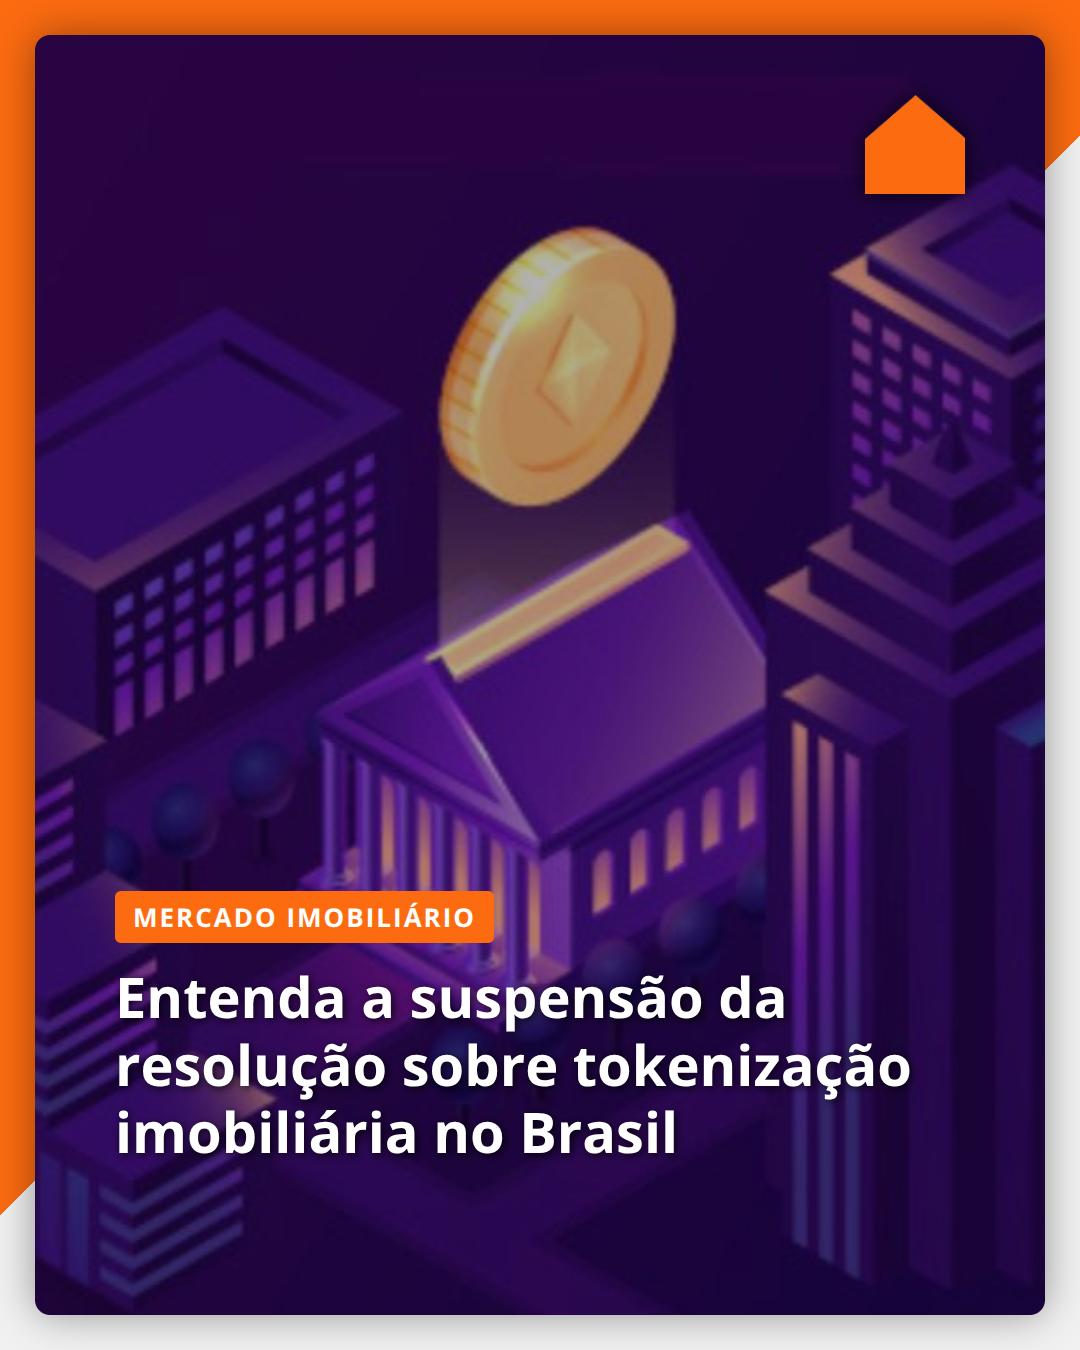 MERCADO IMOBILIÁRIO
Entenda a suspensão da
resolução sobre tokenização
imobiliária no Brasil